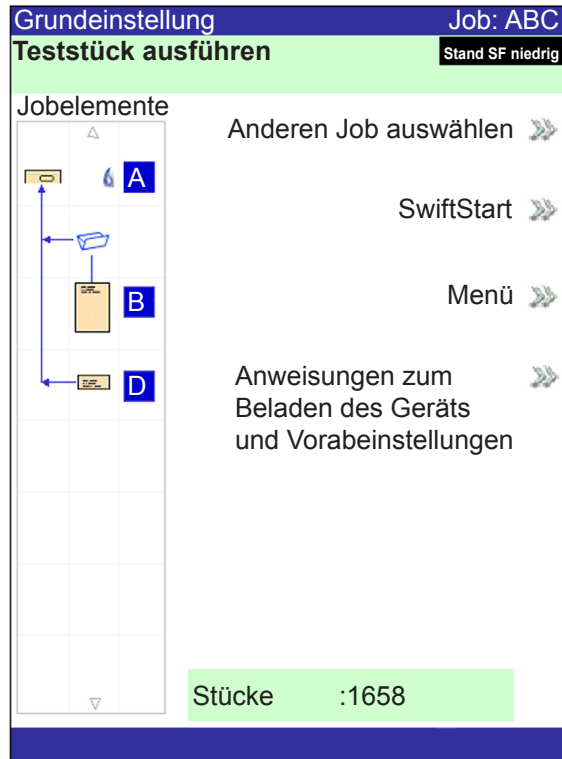 Grundeinstellung Job: ABC
Teststück ausführen Stand SF niedrig
Jobelemente
Anderen Job auswählen
A
SwiftStart
Menü
B
Anweisungen zum
D
Beladen des Geräts
und Vorabeinstellungen
Stücke :1658